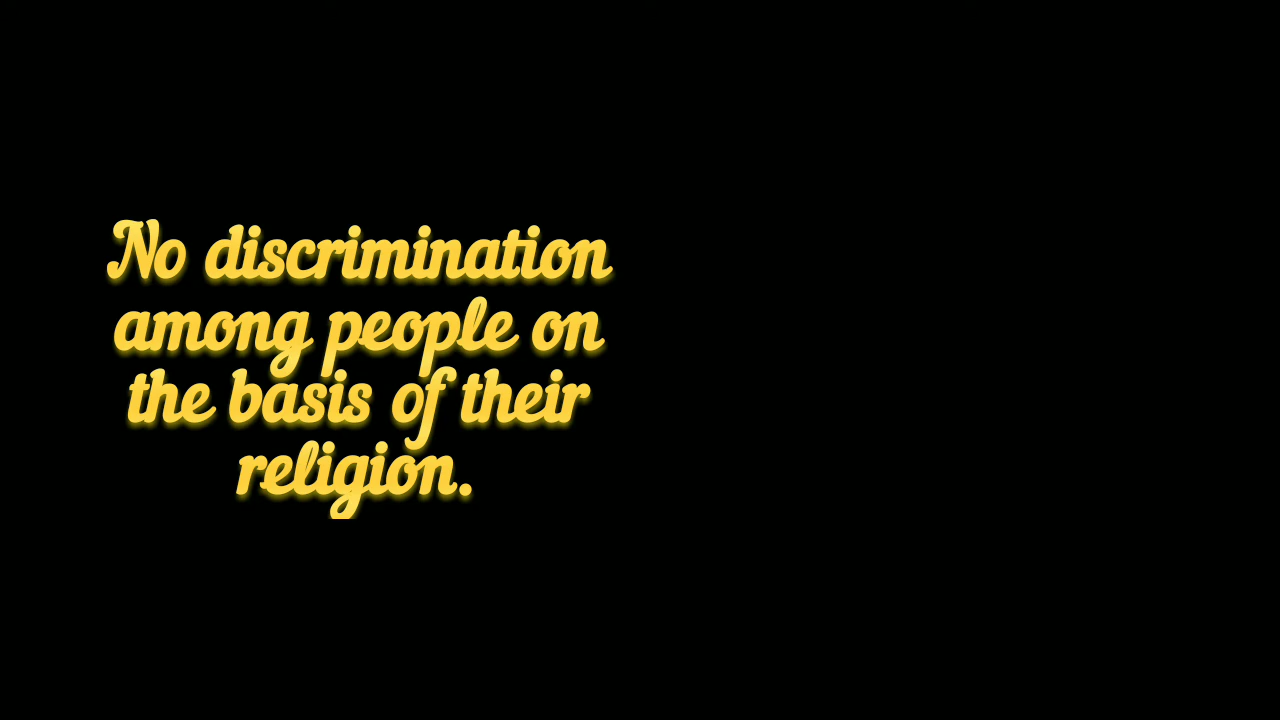 No discrimination
among people on
the basis of their
religion.